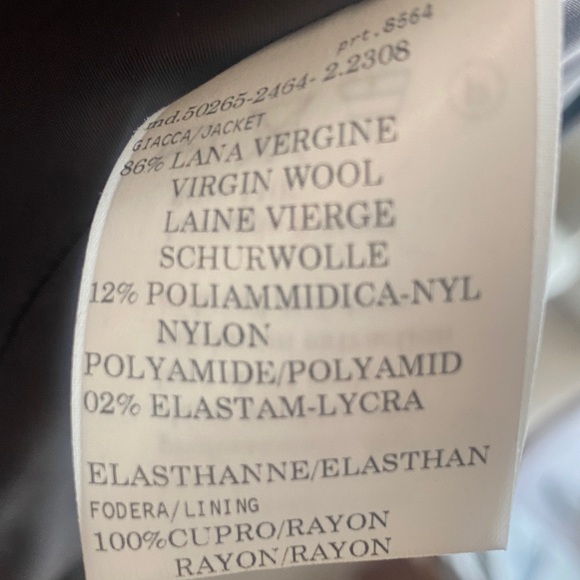 prt.8564
md.50265-2464-2.2308
GIACCA/JACKET
86% LANA VERGINE
VIRGIN WOOL
LAINE VIERGE
SCHURWOLLE
12% POLIAMMIDICA-NYL
NYLON
POLYAMIDE/POLYAMID
02% ELASTAM-LYCRA
ELASTHANNE/ELASTHAN
FODERA/LINING
100%CUPRO/RAYON
RAYON/RAYON